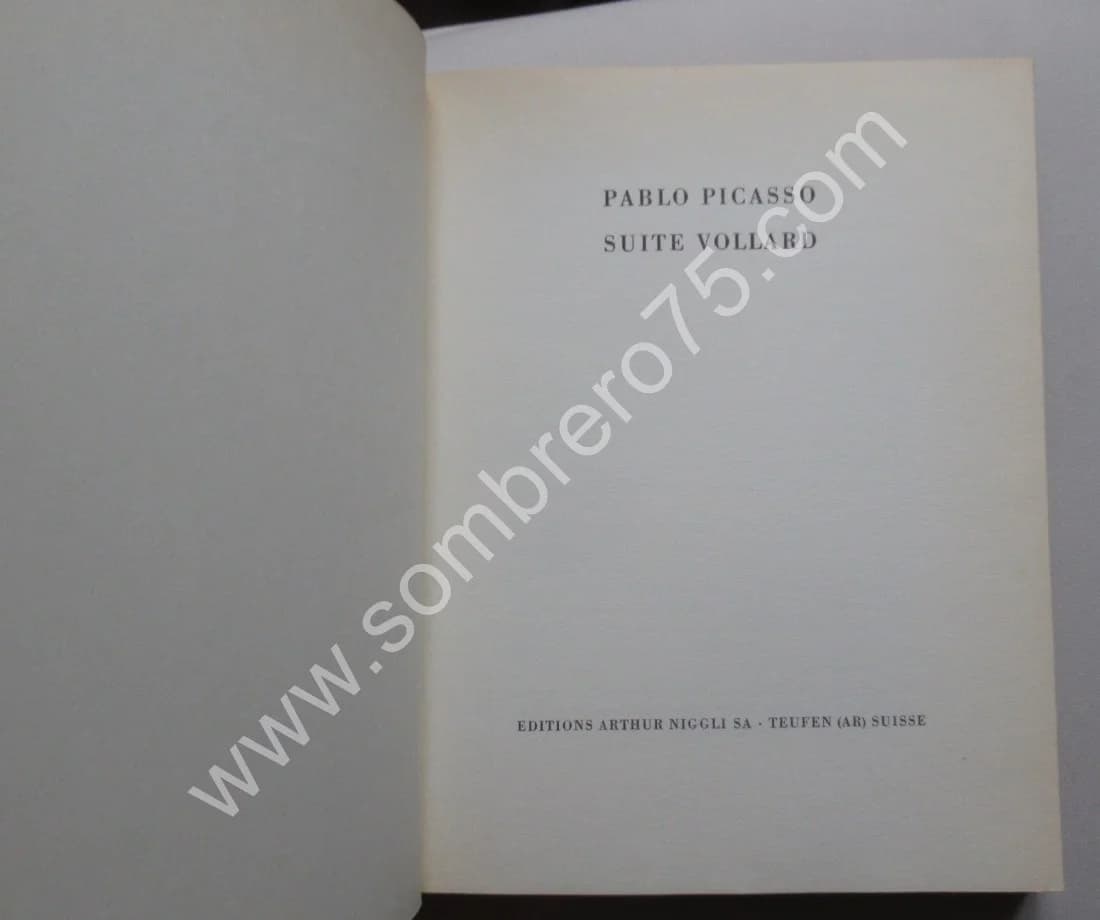 PABLO PICASSO
SUITE VOLLARD
www.sombrero75.com
EDITIONS ARTHUR NIGGLI SA · TEUFEN (AR) SUISSE